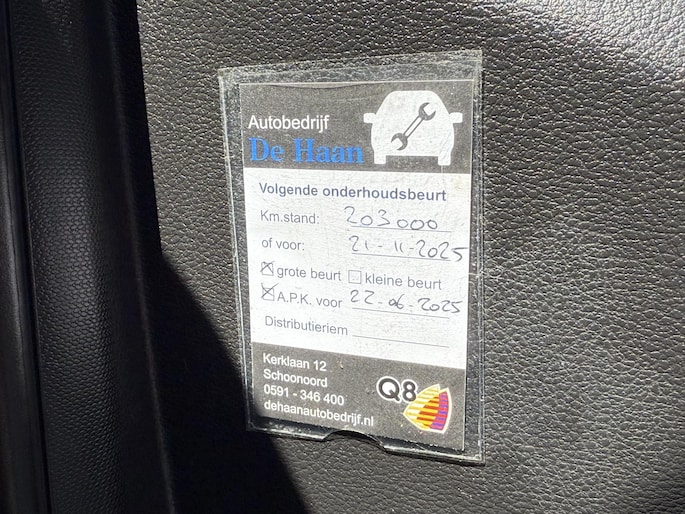 Autobedrijf
De Haan
Volgende onderhoudsbeurt
Km.stand: 203000
of voor: 21-11-2025
grote beurt kleine beurt
A.P.K. voor 22-06-2025
Distributieriem
Kerklaan 12
Schoonoord
0591 - 346 400
dehaanautobedrijf.nl
Q8